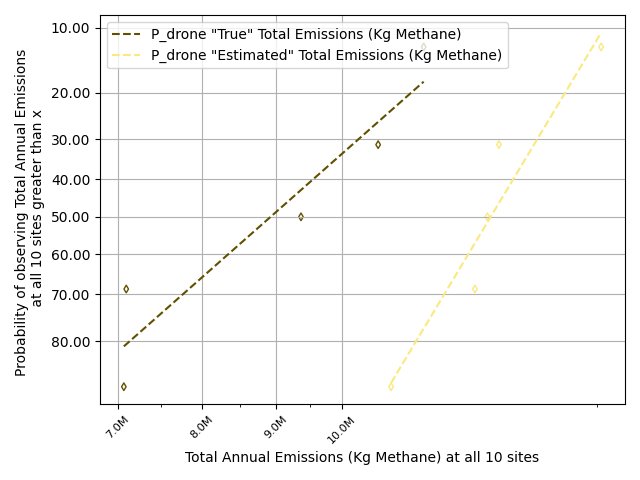 P_drone "True" Total Emissions (Kg Methane)
P_drone "Estimated" Total Emissions (Kg Methane)
Probability of observing Total Annual Emissions
at all 10 sites greater than x
10.00
20.00
30.00
40.00
50.00
60.00
70.00
80.00
7.0M
8.0M
9.0M
10.0M
Total Annual Emissions (Kg Methane) at all 10 sites